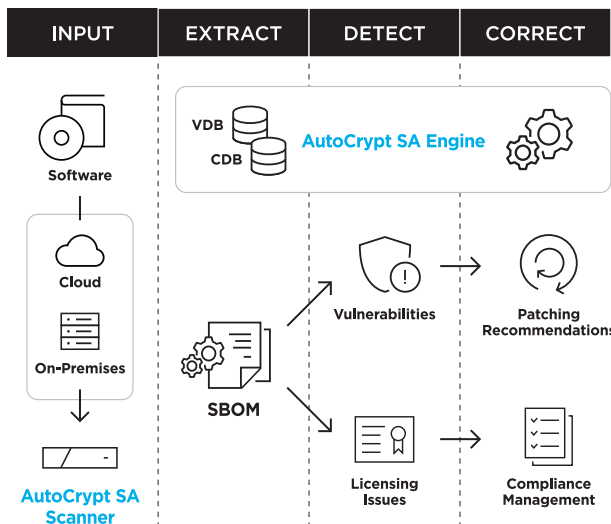 INPUT
EXTRACT
DETECT
CORRECT
VDB
CDB
AutoCrypt SA Engine
Software
Cloud
On-Premises
AutoCrypt SA
Scanner
SBOM
Vulnerabilities
Patching
Recommendations
Licensing
Issues
Compliance
Management